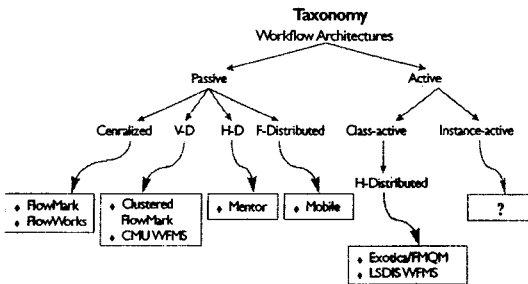 Taxonomy
Workflow Architectures
Passive
Active
Cenralized V-D H-D F-Distributed Class-active Instance-active
H-Distributed
♦ FlowMark
♦ FlowWorks
♦ Clustered
FlowMark
♦ CMU WFMS
♦ Mentor
♦ Mobile
?
♦ Exotica/FMQM
♦ LSDIS WFMS